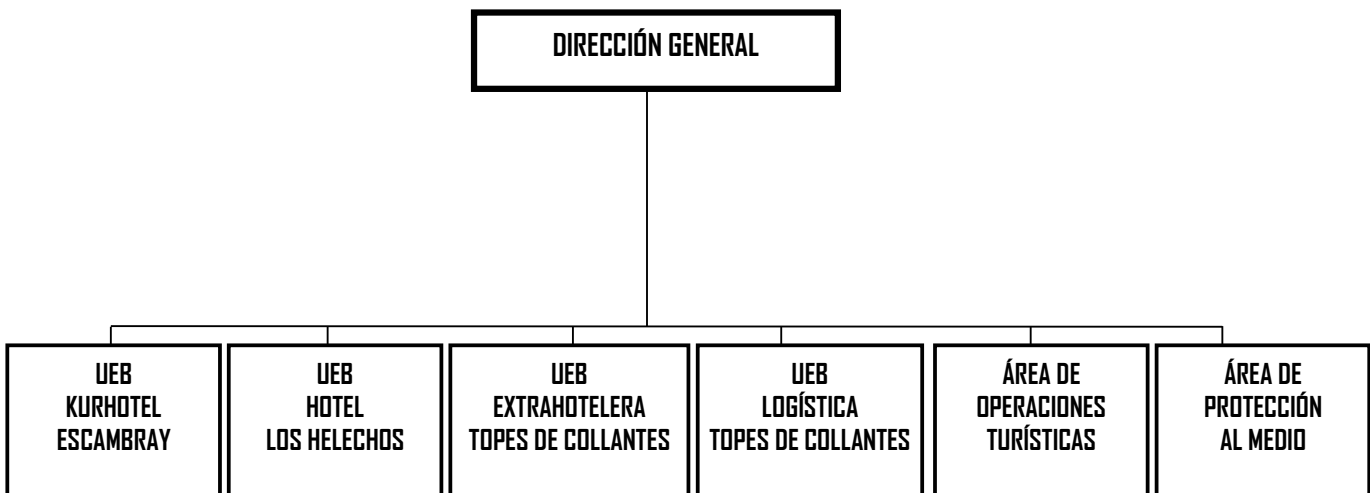 DIRECCIÓN GENERAL
UEB
KURHOTEL
ESCAMBRAY
UEB
HOTEL
LOS HELECHOS
UEB
EXTRAHOTELERA
TOPES DE COLLANTES
UEB
LOGÍSTICA
TOPES DE COLLANTES
ÁREA DE
OPERACIONES
TURÍSTICAS
ÁREA DE
PROTECCIÓN
AL MEDIO